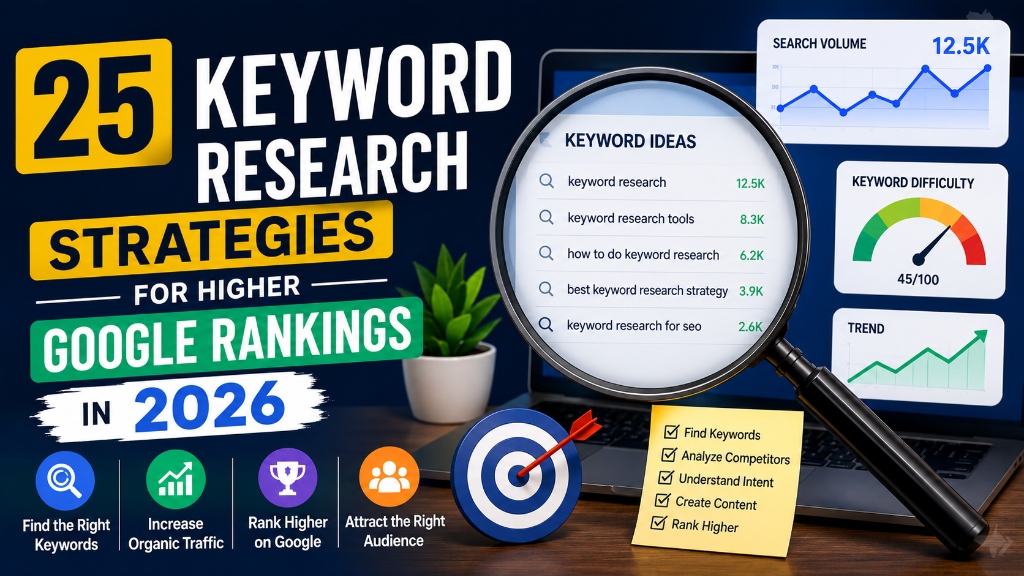 25
KEYWORD
RESEARCH
STRATEGIES
FOR HIGHER
GOOGLE RANKINGS
IN 2026
Find the Right
Keywords
Increase
Organic Traffic
Rank Higher
on Google
Attract the Right
Audience
KEYWORD IDEAS
keyword research 12.5K
keyword research tools 8.3K
how to do keyword research 6.2K
best keyword research strategy 3.9K
keyword research for seo 2.6K
SEARCH VOLUME 12.5K
KEYWORD DIFFICULTY
45/100
TREND
Find Keywords
Analyze Competitors
Understand Intent
Create Content
Rank Higher